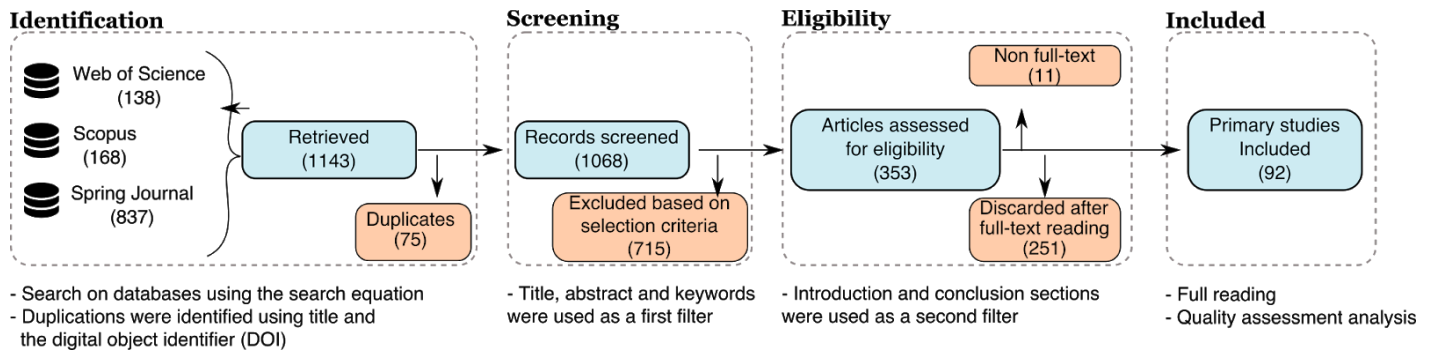 Identification
Web of Science
(138)
Scopus
(168)
Spring Journal
(837)
Retrieved
(1143)
Duplicates
(75)
- Search on databases using the search equation
- Duplications were identified using title and
the digital object identifier (DOI)
Screening
Records screened
(1068)
Excluded based on
selection criteria
(715)
- Title, abstract and keywords
were used as a first filter
Eligibility
Non full-text
(11)
Articles assessed
for eligibility
(353)
Discarded after
full-text reading
(251)
- Introduction and conclusion sections
were used as a second filter
Included
Primary studies
Included
(92)
- Full reading
- Quality assessment analysis